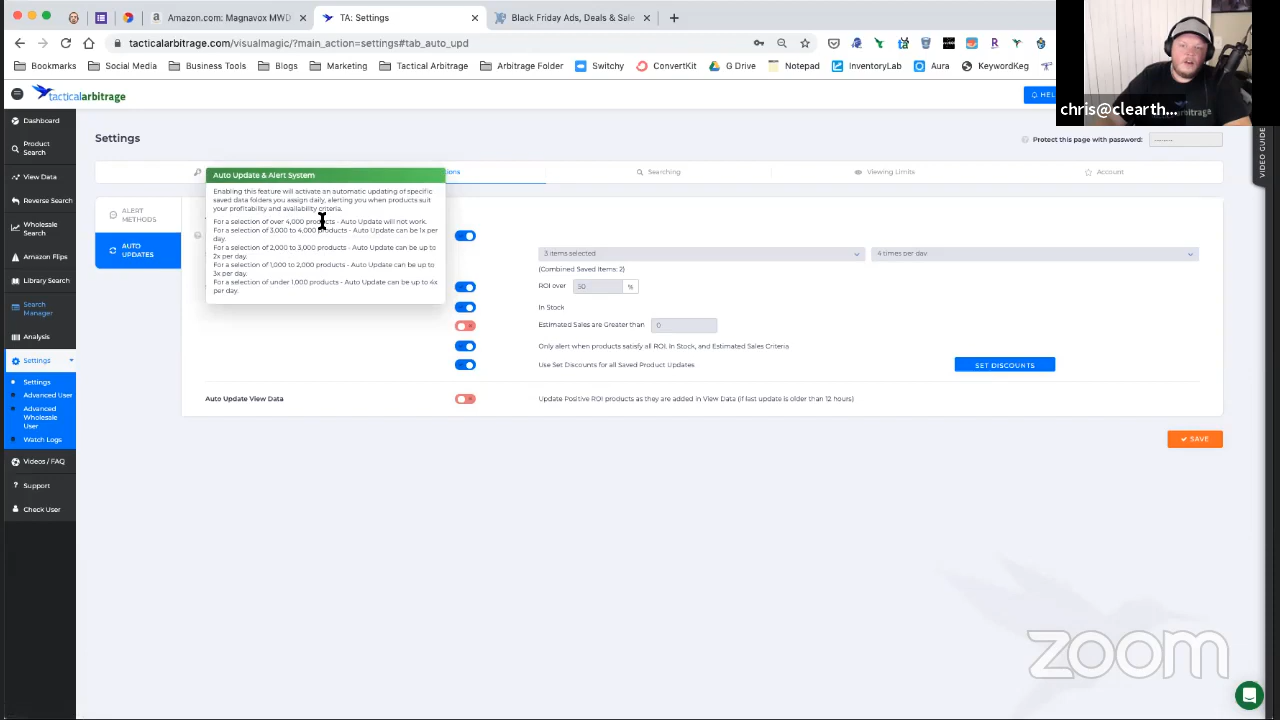 Amazon.com: Magnavox MWD
TA: Settings
Black Friday Ads, Deals & Sale
tacticalarbitrage.com/visualmagic/?main_action=settings#tab_auto_upd
Bookmarks
Social Media
Business Tools
Blogs
Marketing
Tactical Arbitrage
Arbitrage Folder
Switchy
ConvertKit
G Drive
Notepad
InventoryLab
Aura
KeywordKeg
chris@clearth...
tacticalarbitrage
HEL
Settings
Protect this page with password:
VIDEO GUIDE
Dashboard
Product
Search
View Data
Reverse Search
Wholesale
Search
Amazon Flips
Library Search
Search
Manager
Analysis
Settings
Settings
Advanced User
Advanced
Wholesale
User
Watch Logs
Videos / FAQ
Support
Check User
Searching
Viewing Limits
Account
ALERT
METHODS
AUTO
UPDATES
Auto Update & Alert System
Enabling this feature will activate an automatic updating of specific
saved data folders you assign daily, alerting you when products suit
your profitability and availability criteria.
For a selection of over 4,000 products - Auto Update will not work.
For a selection of 3,000 to 4,000 products - Auto Update can be 1x per
day.
For a selection of 2,000 to 3,000 products - Auto Update can be up to
2x per day.
For a selection of 1,000 to 2,000 products - Auto Update can be up to
3x per day.
For a selection of under 1,000 products - Auto Update can be up to 4x
per day.
3 items selected
4 times per day
(Combined Saved Items: 2)
ROI over
50
%
In Stock
Estimated Sales are Greater than
0
Only alert when products satisfy all ROI, In Stock, and Estimated Sales Criteria
Use Set Discounts for all Saved Product Updates
SET DISCOUNTS
Auto Update View Data
Update Positive ROI products as they are added in View Data (if last update is older than 12 hours)
SAVE
zoom